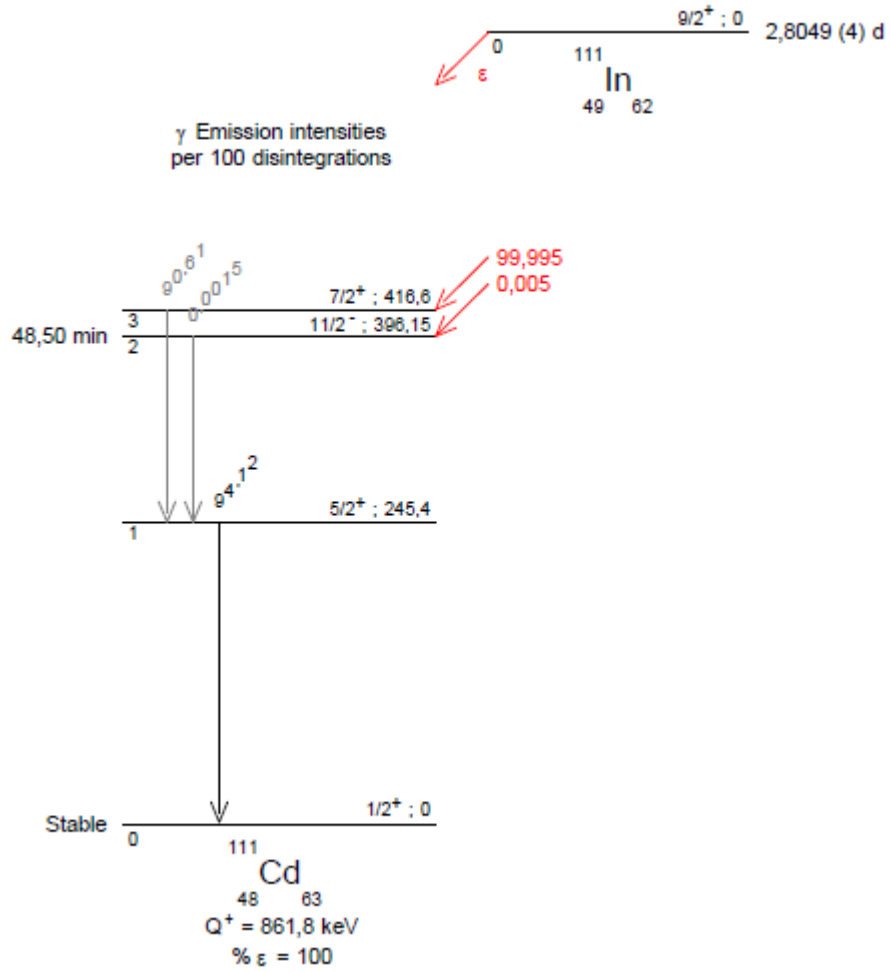 9/2+ ; 0
2,8049 (4) d
0
ε
111
In
49 62
γ Emission intensities
per 100 disintegrations
90,61
0,0015
99,995
0,005
7/2+ ; 416,6
3
11/2- ; 396,15
48,50 min
2
94,12
5/2+ ; 245,4
1
1/2+ ; 0
Stable
0
111
Cd
48 63
Q+ = 861,8 keV
% ε = 100